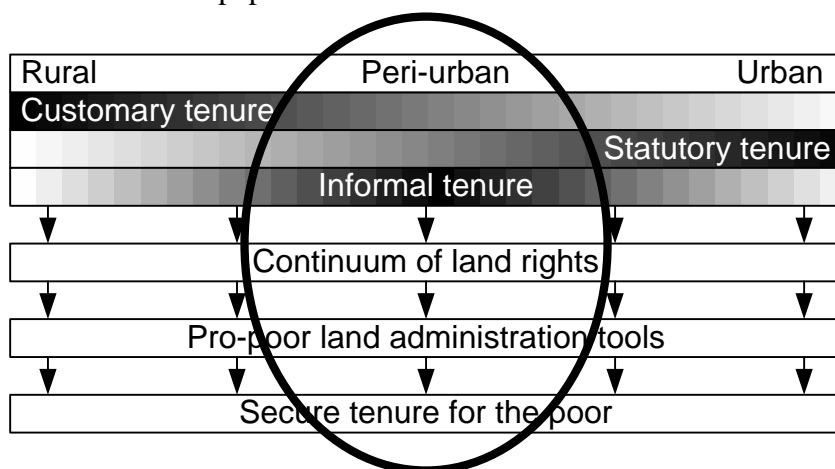 Rural Peri-urban Urban
Customary tenure
Statutory tenure
Informal tenure
Continuum of land rights
Pro-poor land administration tools
Secure tenure for the poor